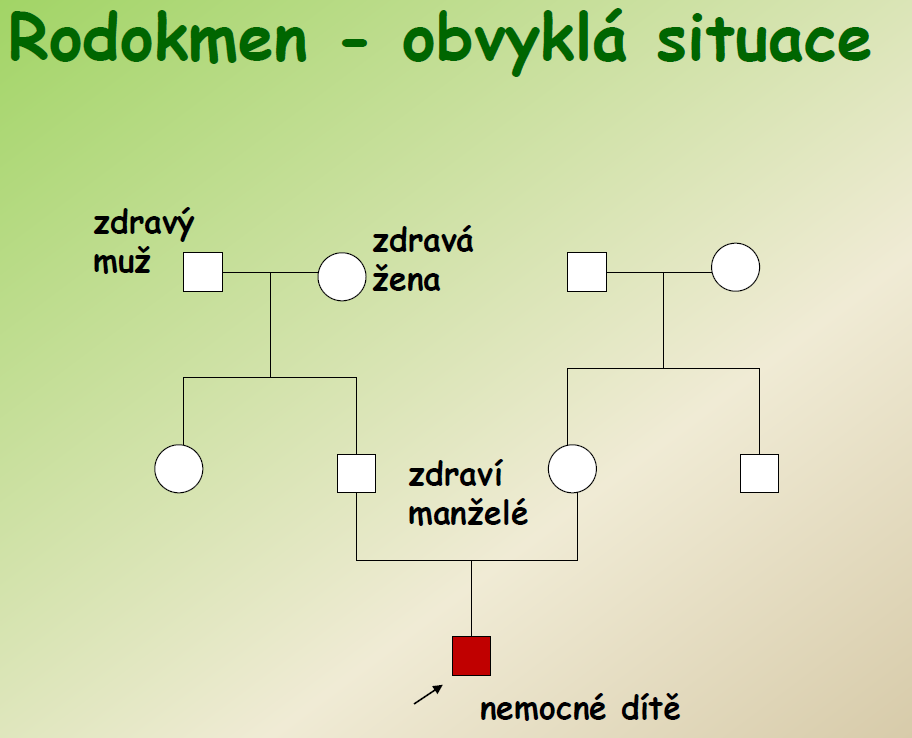 Rodokmen - obvyklá situace
zdravý
muž
zdravá
žena
zdraví
manželé
nemocné dítě